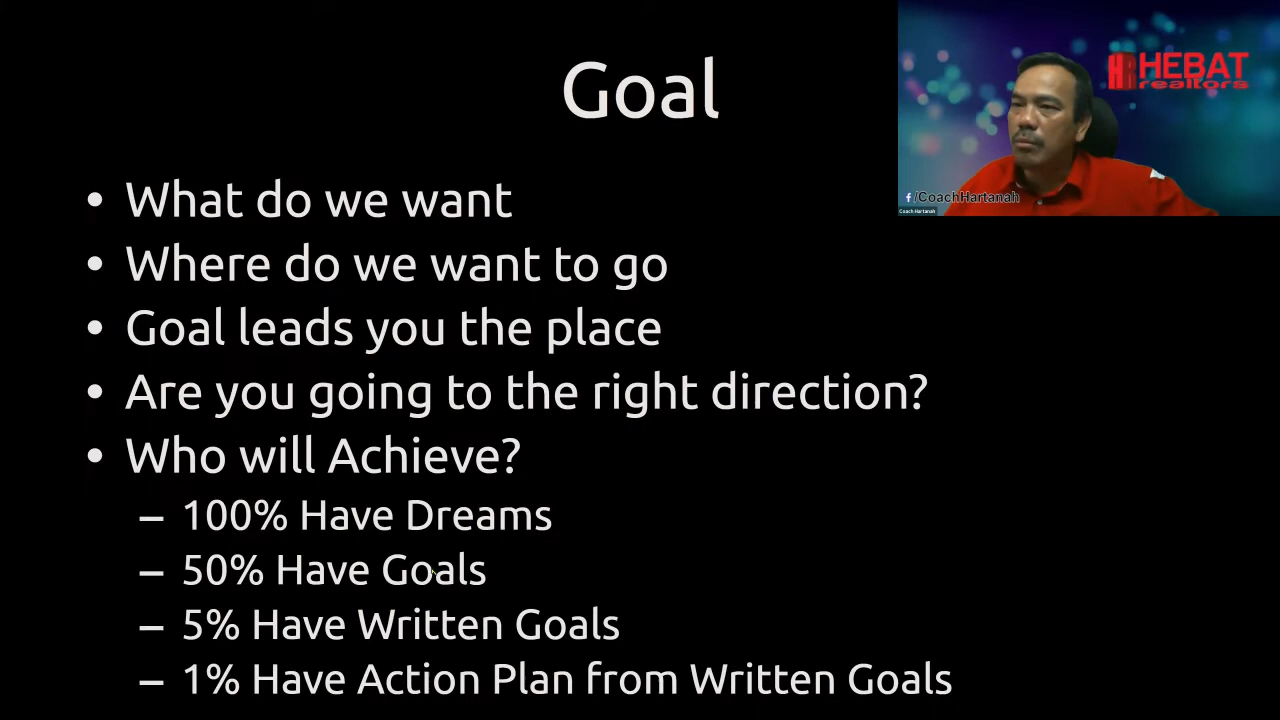 Goal
HEBAT
realtors
/CoachHartanah
Coach Hartanah
• What do we want
• Where do we want to go
• Goal leads you the place
• Are you going to the right direction?
• Who will Achieve?
– 100% Have Dreams
– 50% Have Goals
– 5% Have Written Goals
– 1% Have Action Plan from Written Goals